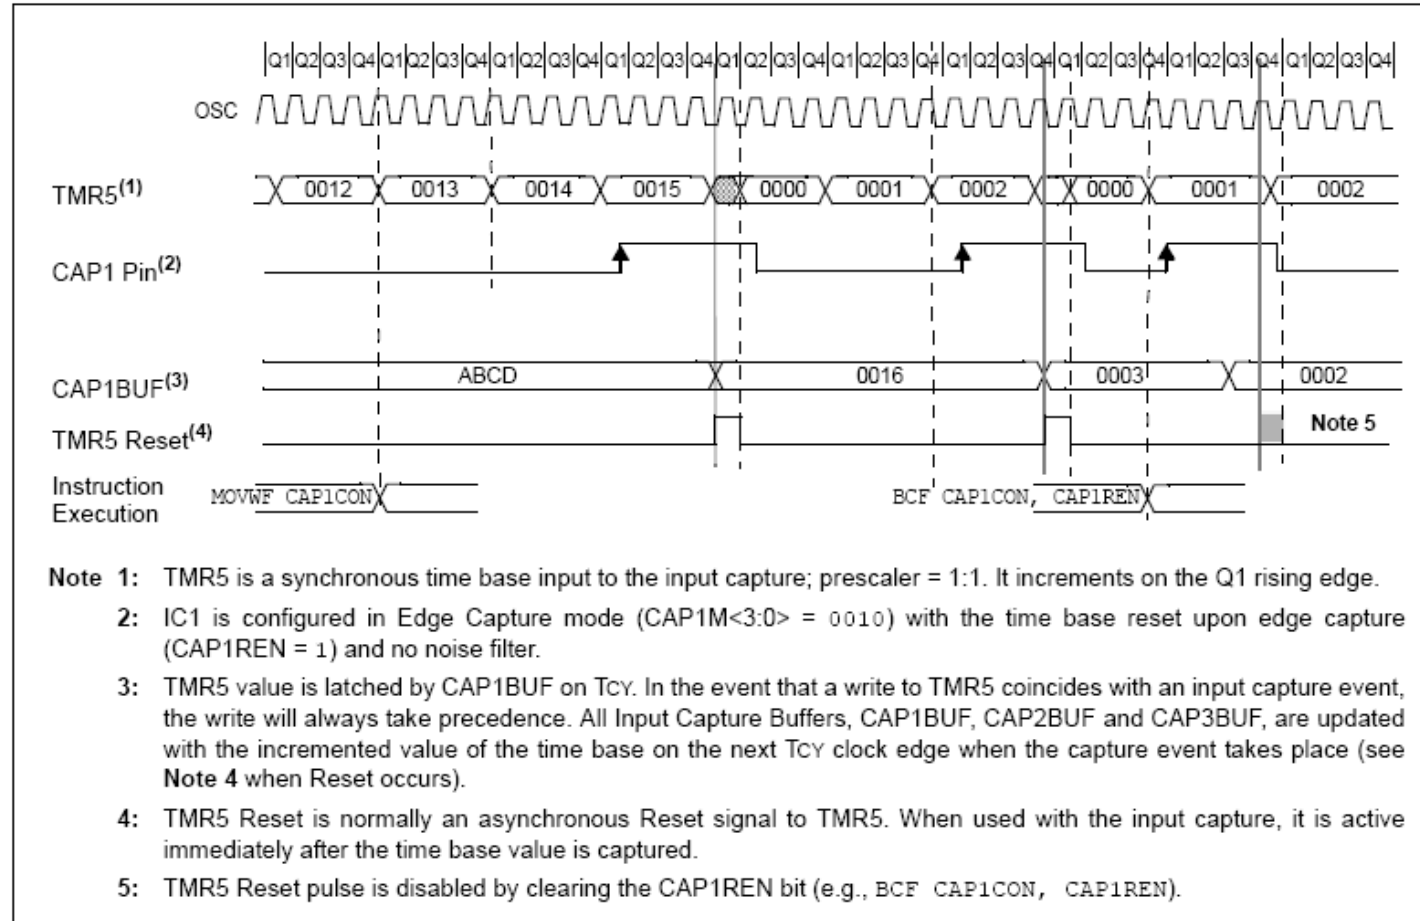 Q1 Q2 Q3 Q4 Q1 Q2 Q3 Q4 Q1 Q2 Q3 Q4 Q1 Q2 Q3 Q4 Q1 Q2 Q3 Q4 Q1 Q2 Q3 Q4 Q1 Q2 Q3 Q4 Q1 Q2 Q3 Q4 Q1 Q2 Q3 Q4 Q1 Q2 Q3 Q4
OSC
TMR5(1) 0012 0013 0014 0015 0000 0001 0002 0000 0001 0002
CAP1 Pin(2)
CAP1BUF(3) ABCD 0016 0003 0002
TMR5 Reset(4) Note 5
Instruction
Execution
MOVWF CAP1CON BCF CAP1CON, CAP1REN
Note 1: TMR5 is a synchronous time base input to the input capture; prescaler = 1:1. It increments on the Q1 rising edge.
2: IC1 is configured in Edge Capture mode (CAP1M<3:0> = 0010) with the time base reset upon edge capture
(CAP1REN = 1) and no noise filter.
3: TMR5 value is latched by CAP1BUF on TCY. In the event that a write to TMR5 coincides with an input capture event,
the write will always take precedence. All Input Capture Buffers, CAP1BUF, CAP2BUF and CAP3BUF, are updated
with the incremented value of the time base on the next TCY clock edge when the capture event takes place (see
Note 4 when Reset occurs).
4: TMR5 Reset is normally an asynchronous Reset signal to TMR5. When used with the input capture, it is active
immediately after the time base value is captured.
5: TMR5 Reset pulse is disabled by clearing the CAP1REN bit (e.g., BCF CAP1CON, CAP1REN).